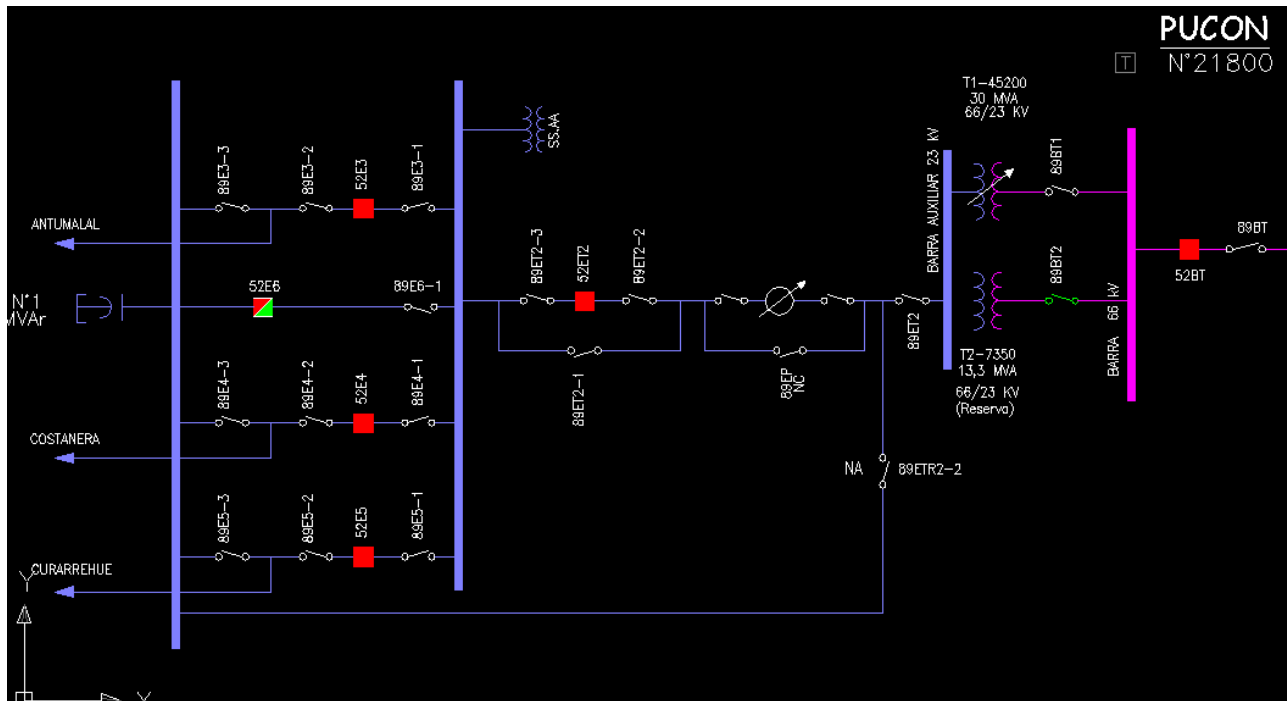 PUCON
T
N°21800
T1-45200
30 MVA
66/23 KV
SS.AA
BARRA AUXILIAR 23 KV
89BT1
89E3-3
89E3-2
52E3
89E3-1
ANTUMALAL
89ET2-3
52ET2
89ET2-2
89BT2
89BT
52BT
52E6
89E6-1
N°1
MVAr
89ET2
BARRA 66 kV
89ET2-1
89EP
NC
T2-7350
13,3 MVA
66/23 KV
(Reserva)
89E4-3
89E4-2
52E4
89E4-1
COSTANERA
NA
89ETR2-2
89E5-3
89E5-2
52E5
89E5-1
CURARREHUE
Y
X